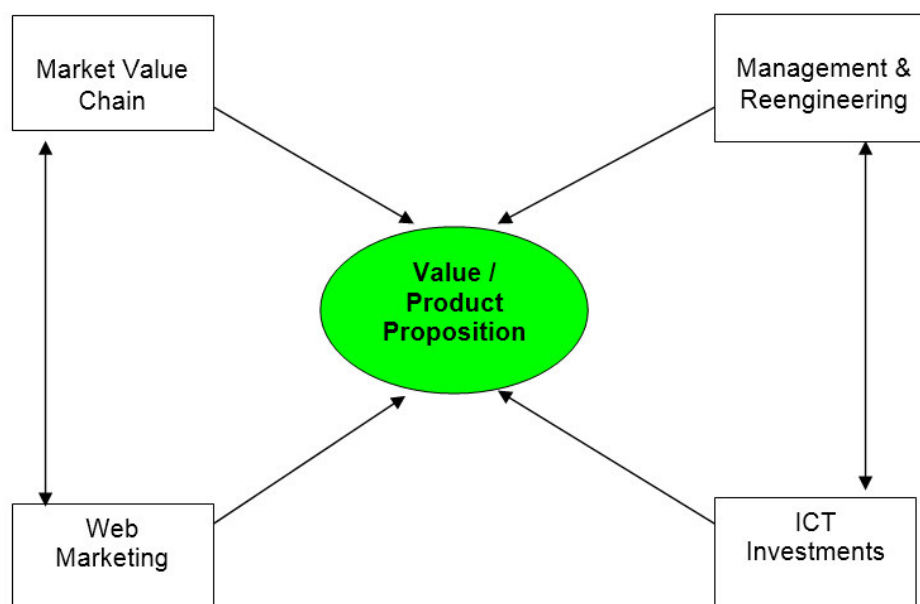 Market Value
Chain
Management &
Reengineering
Value /
Product
Proposition
Web
Marketing
ICT
Investments